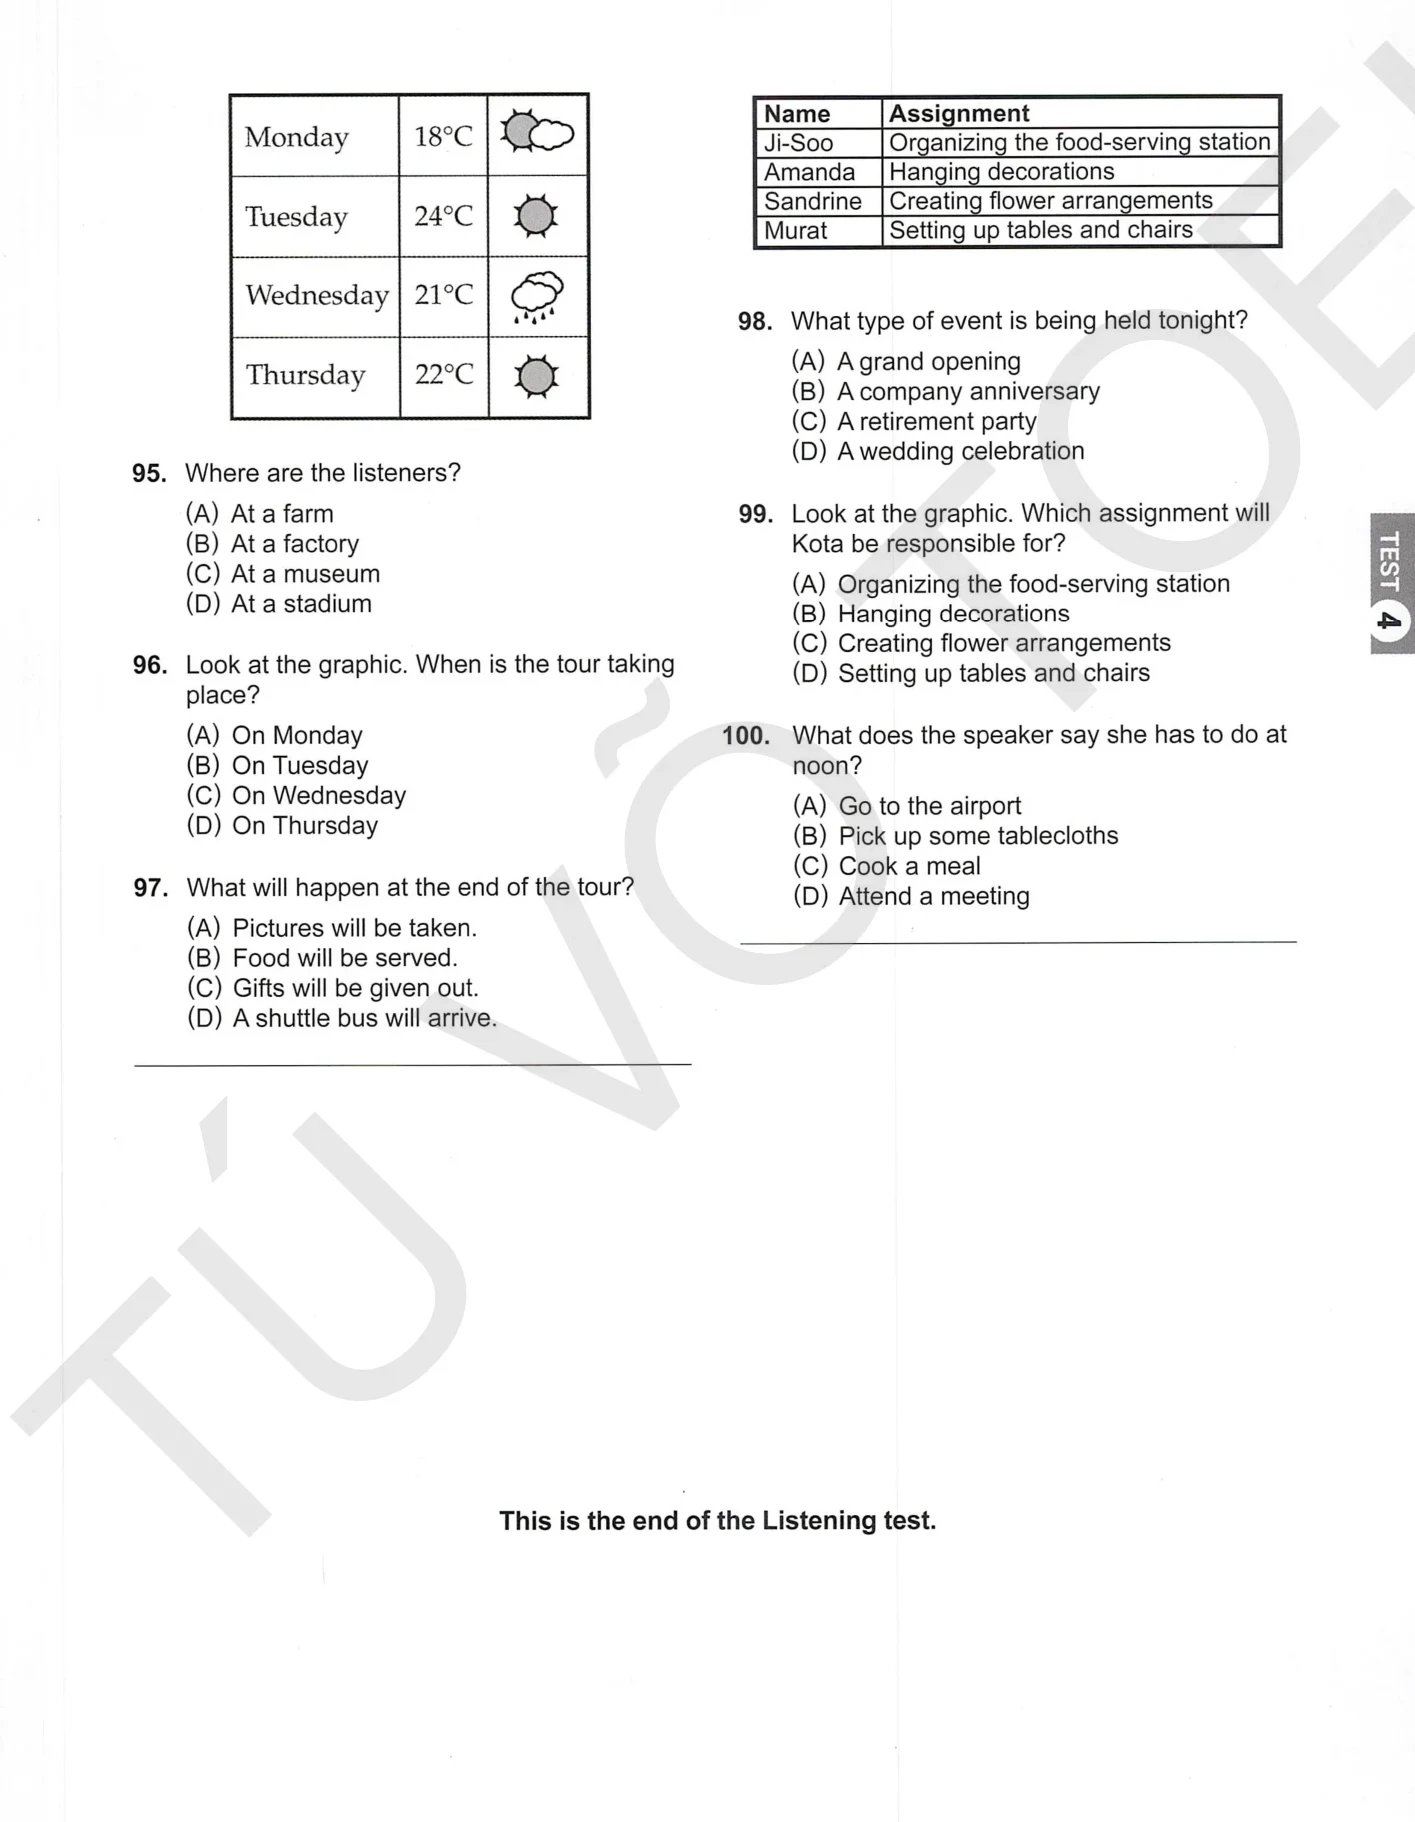 Monday 18°C
Tuesday 24°C
Wednesday 21°C
Thursday 22°C
95. Where are the listeners?
(A) At a farm
(B) At a factory
(C) At a museum
(D) At a stadium
96. Look at the graphic. When is the tour taking
place?
(A) On Monday
(B) On Tuesday
(C) On Wednesday
(D) On Thursday
97. What will happen at the end of the tour?
(A) Pictures will be taken.
(B) Food will be served.
(C) Gifts will be given out.
(D) A shuttle bus will arrive.
Name Assignment
Ji-Soo Organizing the food-serving station
Amanda Hanging decorations
Sandrine Creating flower arrangements
Murat Setting up tables and chairs
98. What type of event is being held tonight?
(A) A grand opening
(B) A company anniversary
(C) A retirement party
(D) A wedding celebration
99. Look at the graphic. Which assignment will
Kota be responsible for?
(A) Organizing the food-serving station
(B) Hanging decorations
(C) Creating flower arrangements
(D) Setting up tables and chairs
100. What does the speaker say she has to do at
noon?
(A) Go to the airport
(B) Pick up some tablecloths
(C) Cook a meal
(D) Attend a meeting
TEST 4
This is the end of the Listening test.
TÚ VÕ TOE